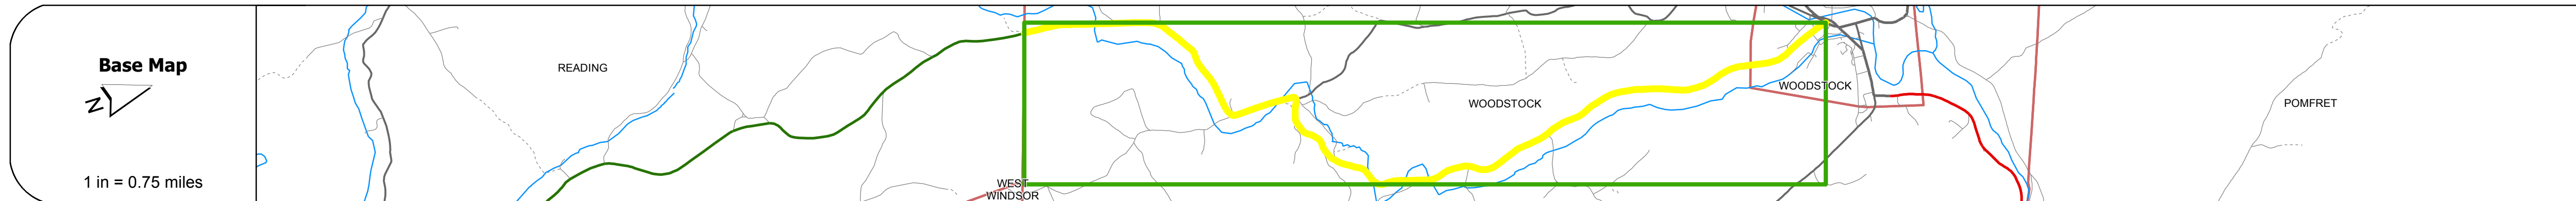 Base Map
N
1 in = 0.75 miles
READING
WEST
WINDSOR
WOODSTOCK
WOODSTOCK
POMFRET